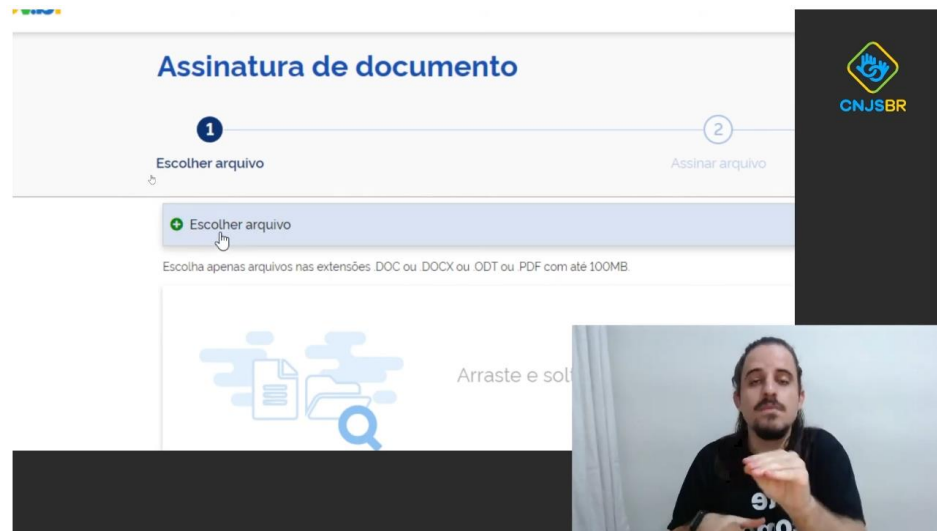 Assinatura de documento
CNJSBR
1
2
Escolher arquivo
Assinar arquivo
Escolher arquivo
Escolha apenas arquivos nas extensões .DOC ou .DOCX ou .ODT ou .PDF com até 100MB.
Arraste e sol